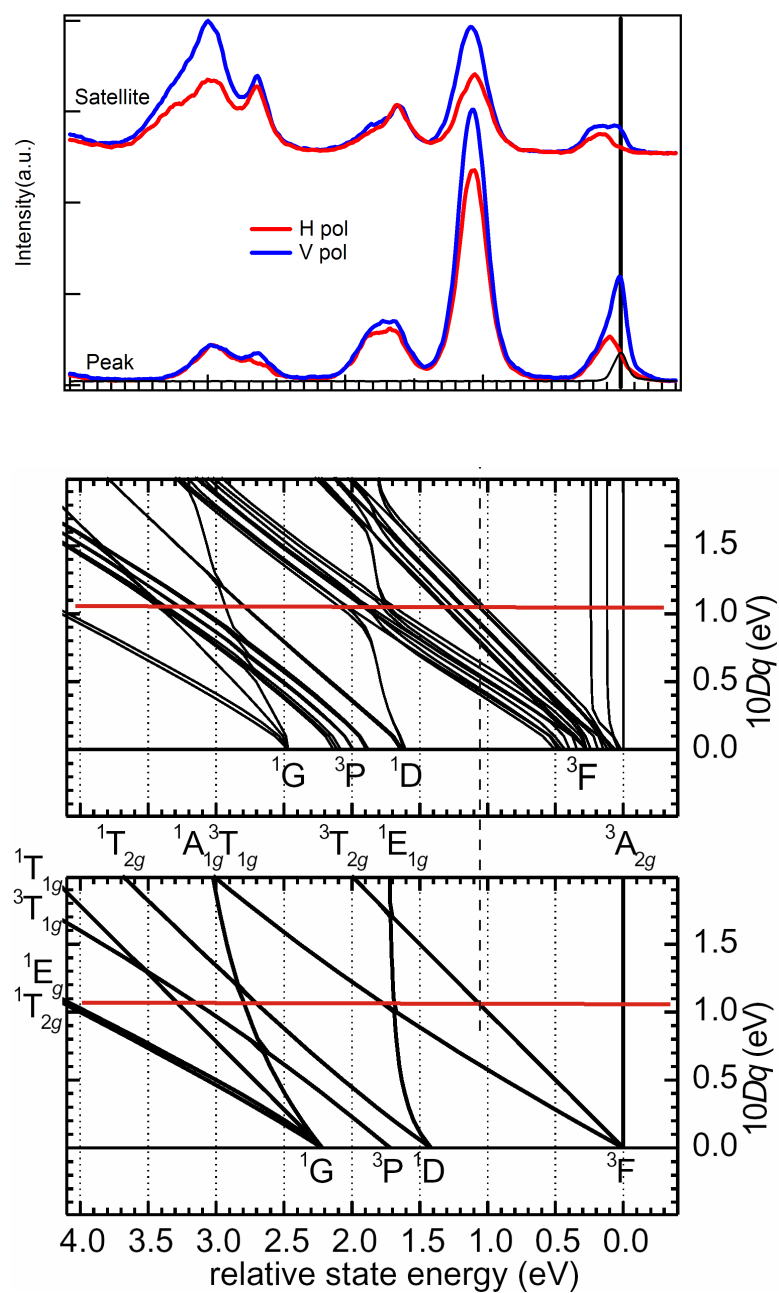 Satellite
Intensity(a.u.)
H pol
V pol
Peak
1.5
1.0
0.5
0.0
10Dq (eV)
¹G ³P ¹D ³F
¹T₂g ¹A₁g ³T₁g ³T₂g ¹E₁g ³A₂g
¹T₁g
³T₁g
¹Eg
¹T₂g
1.5
1.0
0.5
0.0
10Dq (eV)
¹G ³P ¹D ³F
4.0 3.5 3.0 2.5 2.0 1.5 1.0 0.5 0.0
relative state energy (eV)